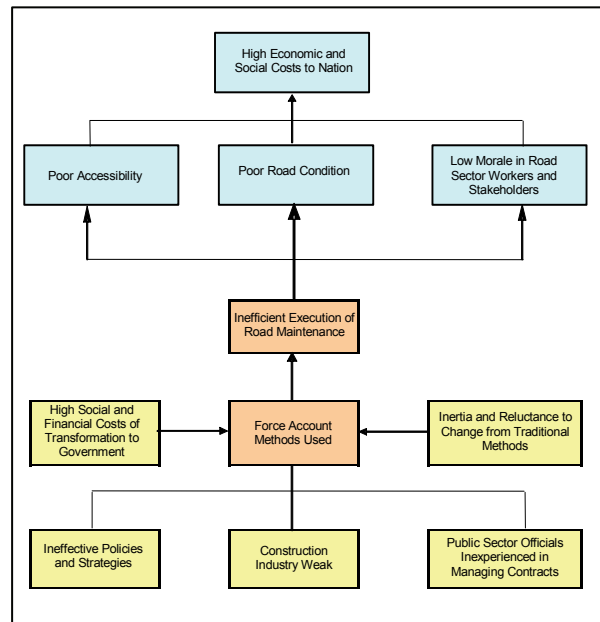 High Economic and
Social Costs to Nation
Poor Accessibility
Poor Road Condition
Low Morale in Road
Sector Workers and
Stakeholders
Inefficient Execution of
Road Maintenance
High Social and
Financial Costs of
Transformation to
Government
Force Account
Methods Used
Inertia and Reluctance to
Change from Traditional
Methods
Ineffective Policies
and Strategies
Construction
Industry Weak
Public Sector Officials
Inexperienced in
Managing Contracts